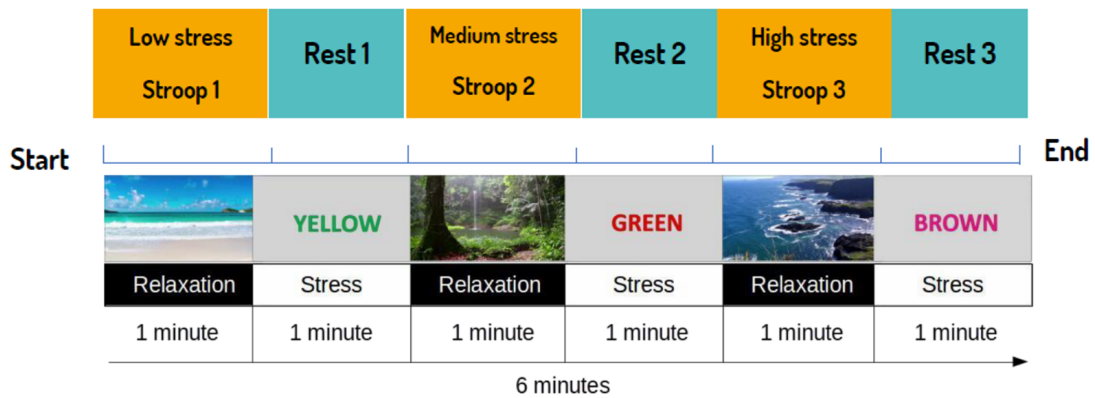 Low stress
Stroop 1
Rest 1
Medium stress
Stroop 2
Rest 2
High stress
Stroop 3
Rest 3
Start
End
YELLOW
GREEN
BROWN
Relaxation
Stress
Relaxation
Stress
Relaxation
Stress
1 minute
1 minute
1 minute
1 minute
1 minute
1 minute
6 minutes